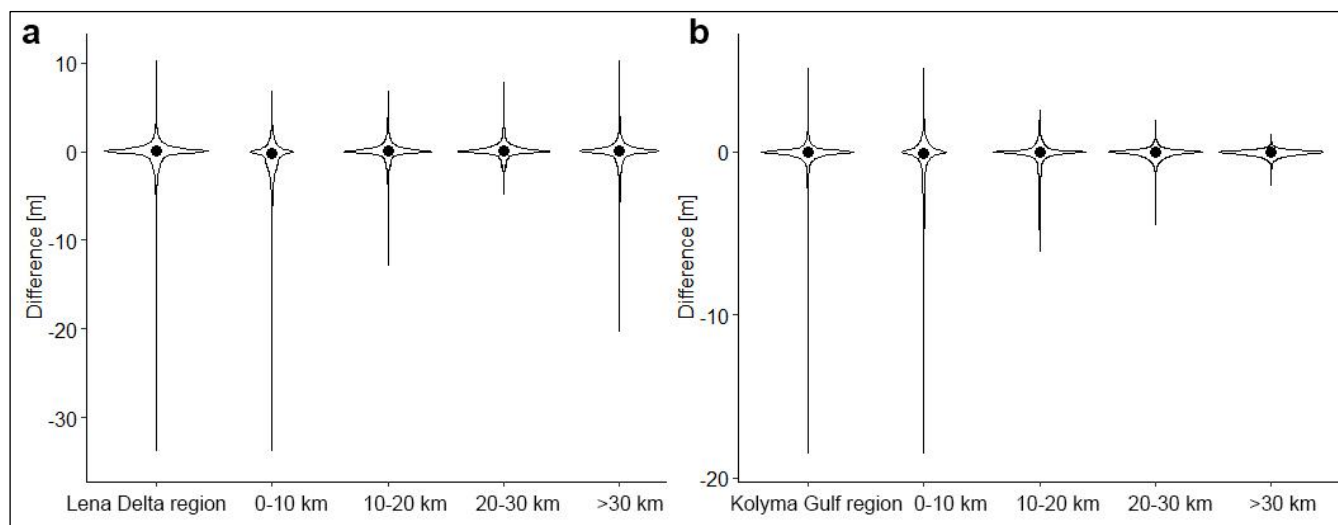 a
10
0
-10
-20
-30
Difference [m]
Lena Delta region 0-10 km 10-20 km 20-30 km >30 km
b
0
-10
-20
Difference [m]
Kolyma Gulf region 0-10 km 10-20 km 20-30 km >30 km